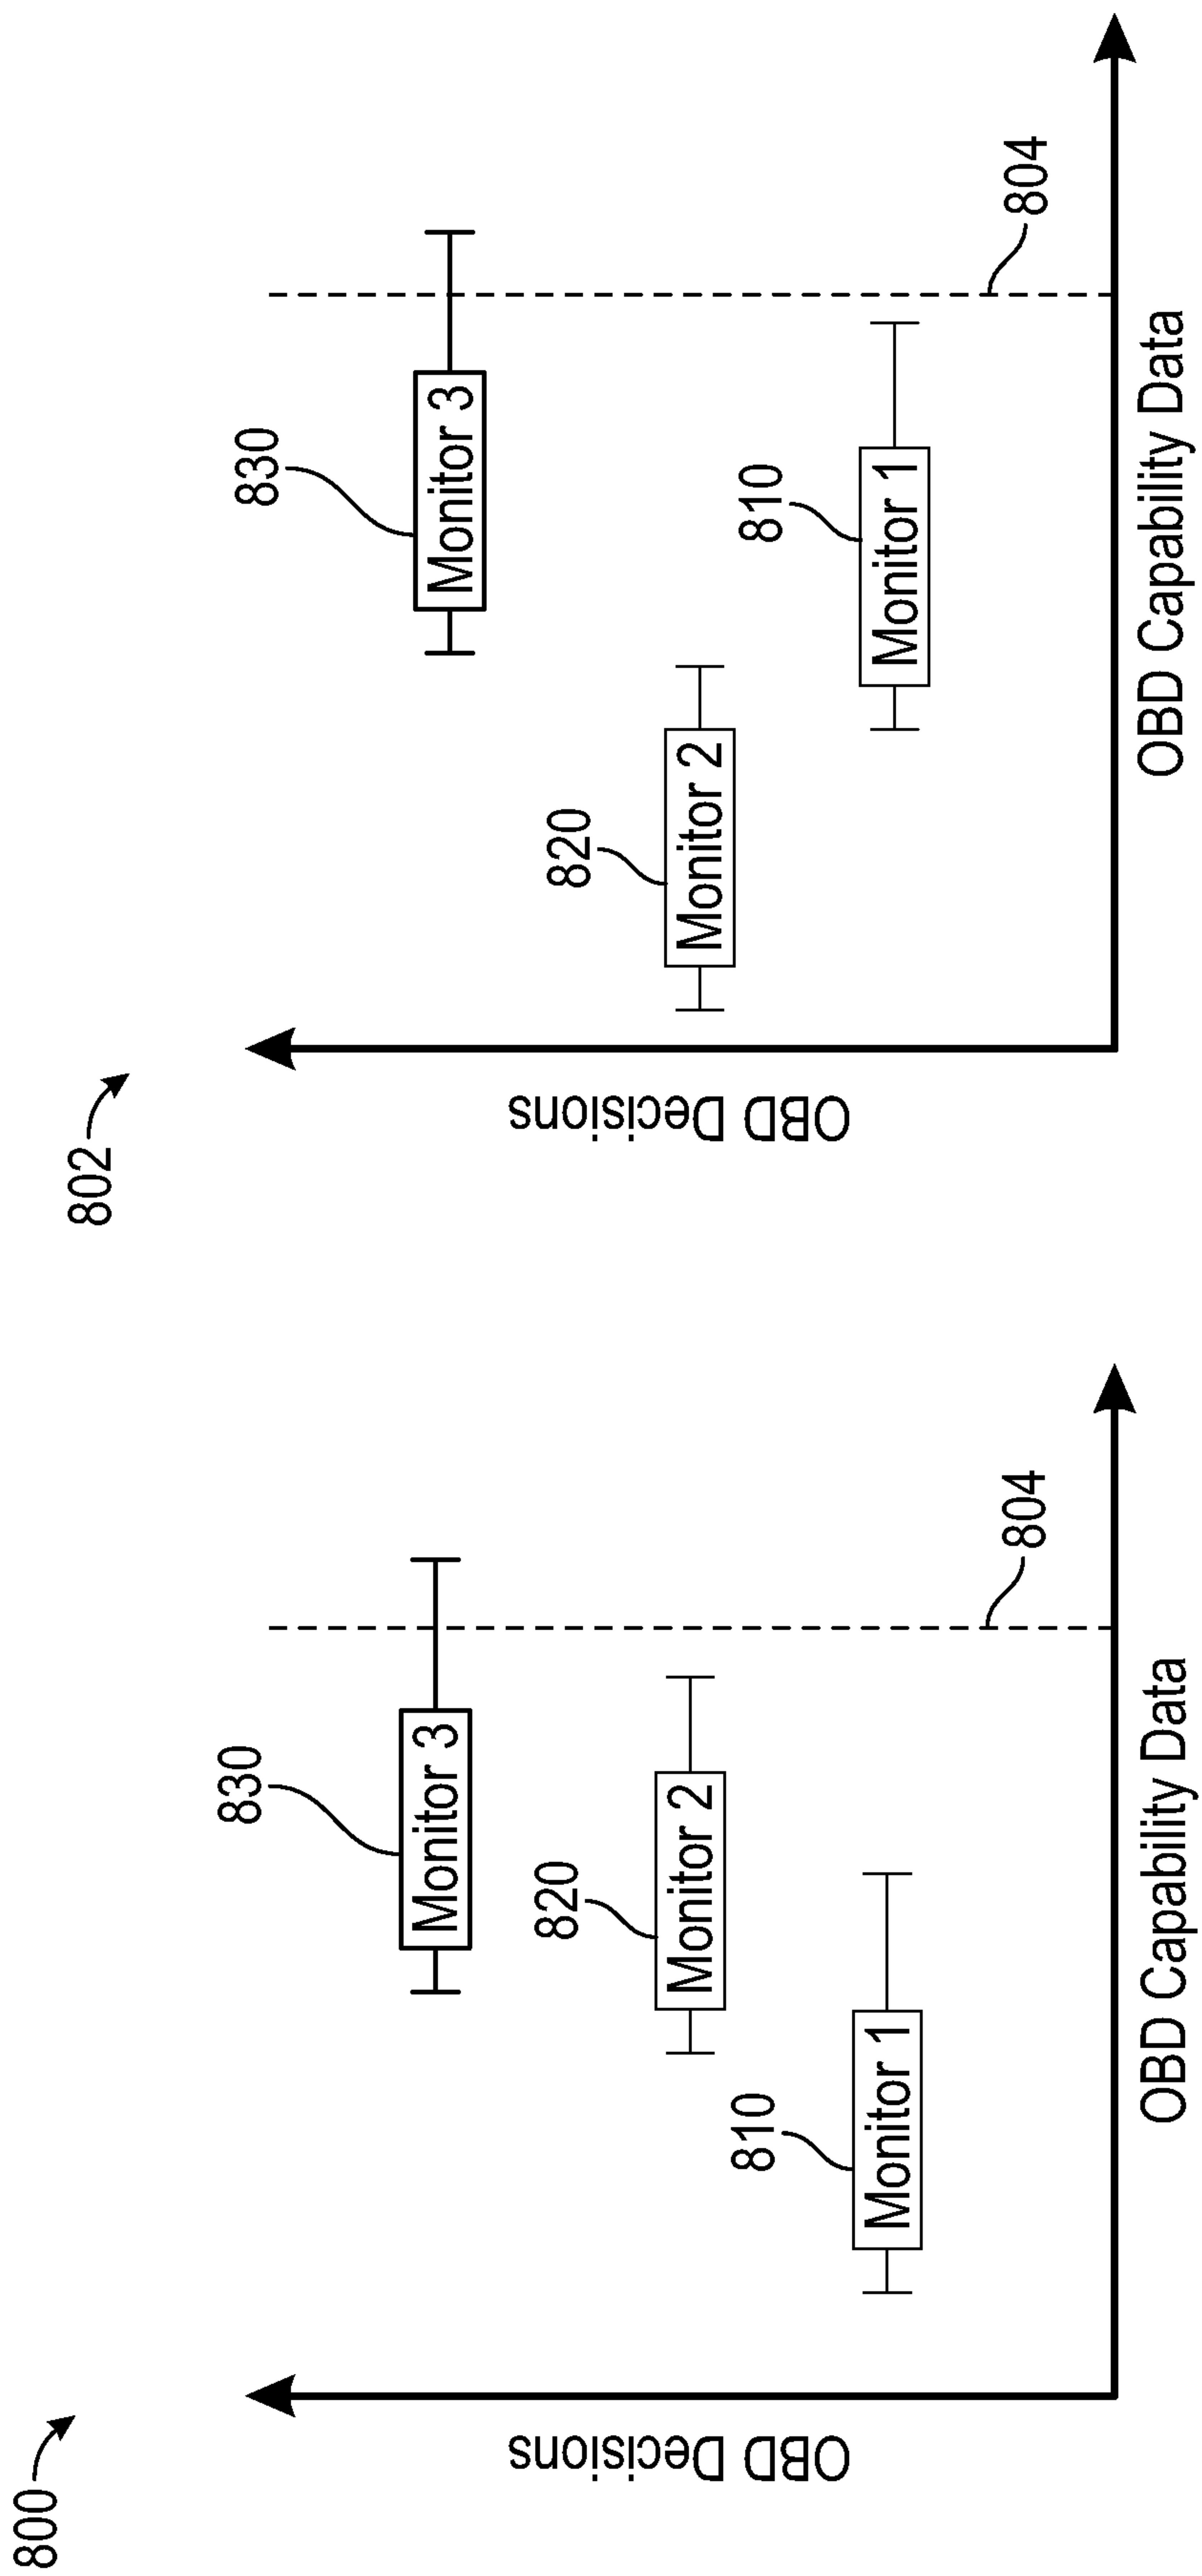 800
OBD Decisions
830
Monitor 3
820
Monitor 2
810
Monitor 1
804
OBD Capability Data
802
OBD Decisions
830
Monitor 3
820
Monitor 2
810
Monitor 1
804
OBD Capability Data